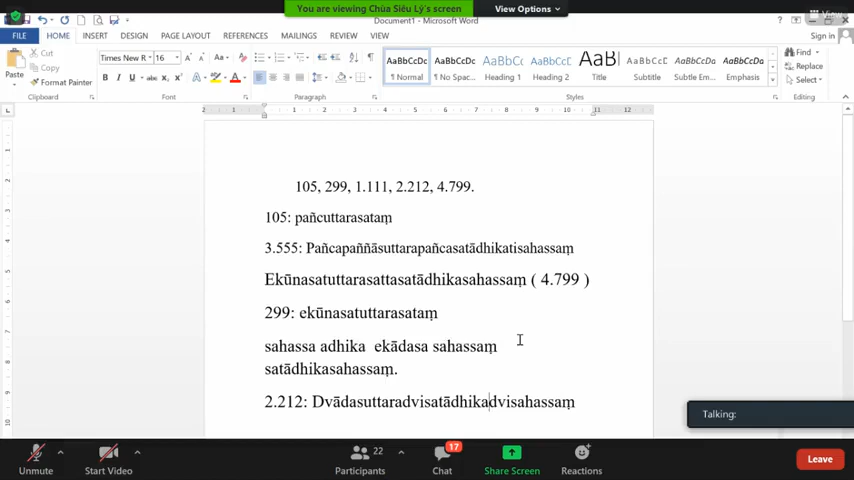 You are viewing Chùa Siêu Lý's screen
View Options
View
Document1 - Microsoft Word
FILE
HOME
INSERT
DESIGN
PAGE LAYOUT
REFERENCES
MAILINGS
REVIEW
VIEW
Sign in
Paste
Cut
Copy
Format Painter
Clipboard
Times New R
16
Font
Paragraph
AaBbCcDc
¶ Normal
AaBbCcDc
¶ No Spac...
AaBbCc
Heading 1
AaBbCc
Heading 2
AaBl
Title
AaBbCcD
Subtitle
AaBbCcDa
Subtle Em...
AaBbCcDa
Emphasis
Styles
Find
Replace
Select
Editing
105, 299, 1.111, 2.212, 4.799.
105: pañcuttarasataṃ
3.555: Pañcapaññāsuttarapañcasatādhikatisahassaṃ
Ekūnasatuttarasattasatādhikasahassaṃ ( 4.799 )
299: ekūnasatuttarasataṃ
sahassa adhika ekādasa sahassaṃ
satādhikasahassaṃ.
2.212: Dvādasuttaradvisatādhikadvisahassaṃ
Talking:
Unmute
Start Video
22
Participants
17
Chat
Share Screen
Reactions
Leave